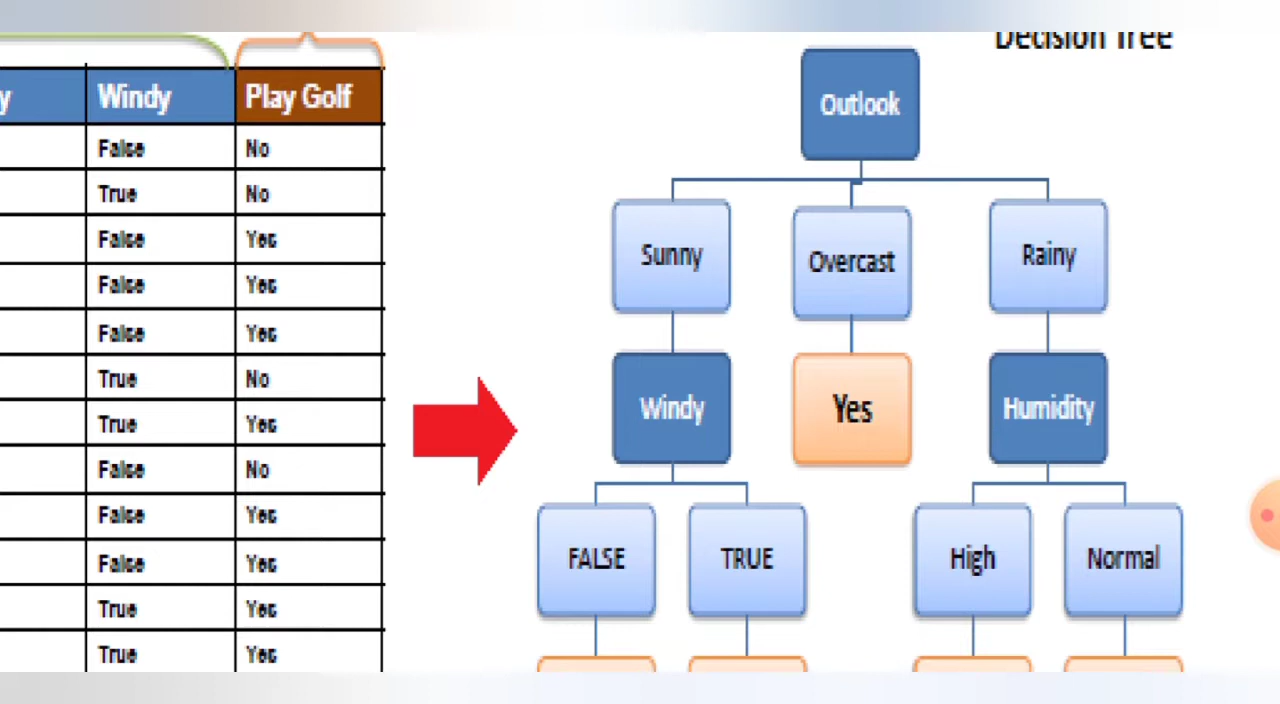 Decision Tree
y Windy Play Golf
False No
True No
False Yes
False Yes
False Yes
True No
True Yes
False No
False Yes
False Yes
True Yes
True Yes
Outlook
Sunny Overcast Rainy
Windy Yes Humidity
FALSE TRUE High Normal